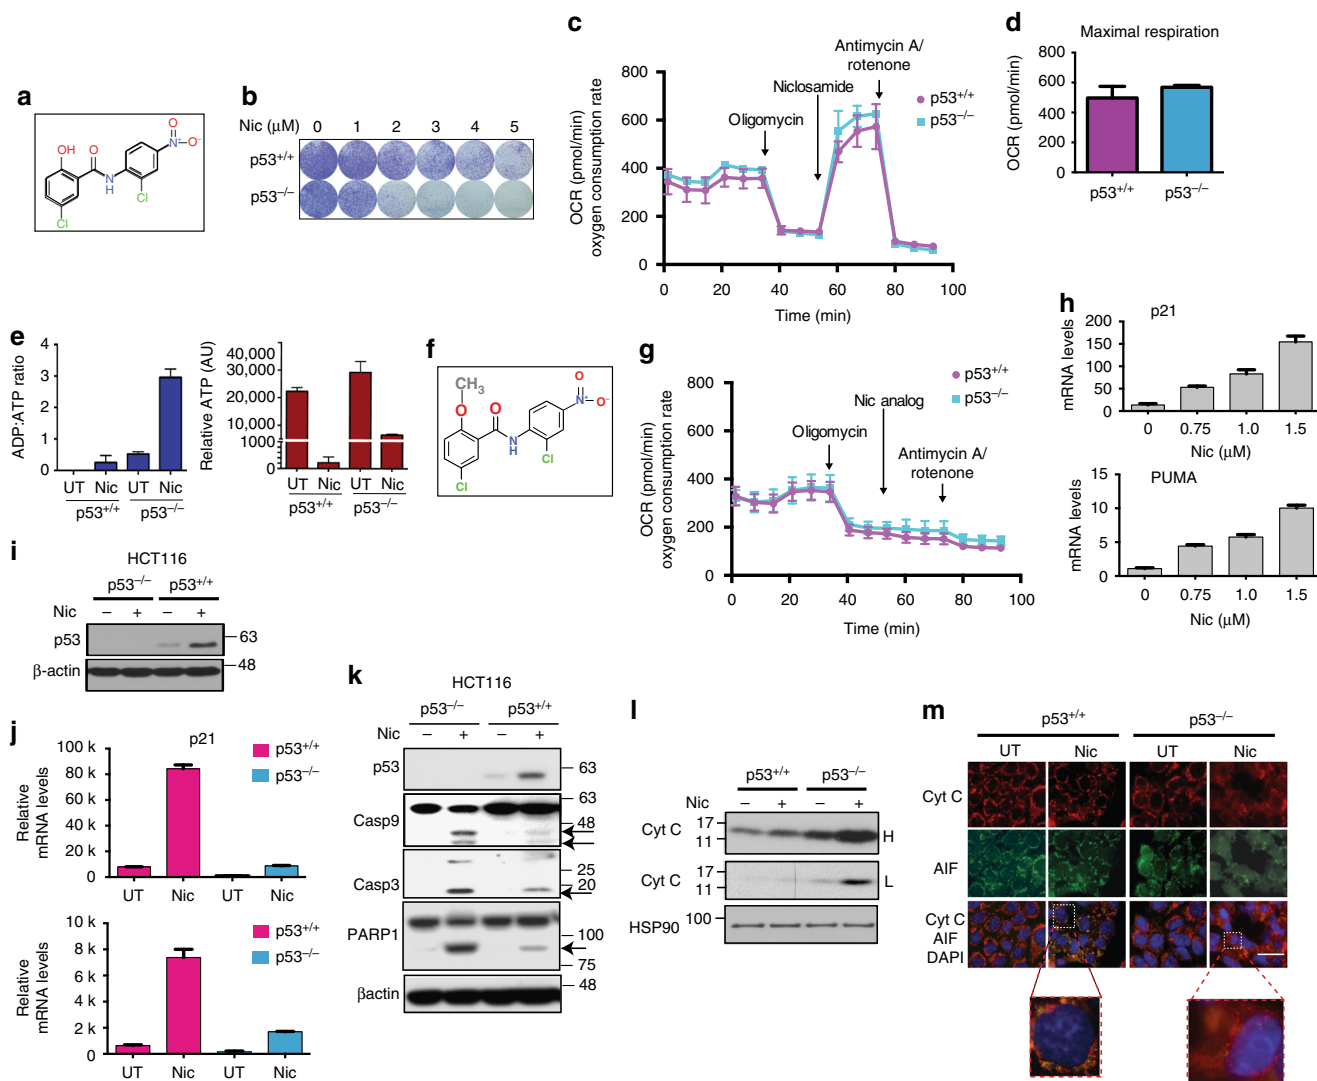 a
OH
O
N
H
Cl
Cl
N+
O
O−
b
Nic (μM) 0 1 2 3 4 5
p53+/+
p53−/−
c
OCR (pmol/min)
oxygen consumption rate
800
600
400
200
0
0 20 40 60 80 100
Time (min)
Oligomycin
Niclosamide
Antimycin A/
rotenone
p53+/+
p53−/−
d
Maximal respiration
OCR (pmol/min)
800
600
400
200
0
p53+/+ p53−/−
e
ADP:ATP ratio
4
3
2
1
0
UT Nic UT Nic
p53+/+ p53−/−
Relative ATP (AU)
40,000
30,000
20,000
10,000
1000
0
UT Nic UT Nic
p53+/+ p53−/−
f
CH3
O
O
N
H
Cl
Cl
N+
O
O−
g
OCR (pmol/min)
oxygen consumption rate
800
600
400
200
0
0 20 40 60 80 100
Time (min)
Oligomycin
Nic analog
Antimycin A/
rotenone
p53+/+
p53−/−
h
p21
mRNA levels
200
150
100
50
0
0 0.75 1.0 1.5
Nic (μM)
PUMA
mRNA levels
15
10
5
0
0 0.75 1.0 1.5
Nic (μM)
i
HCT116
p53−/− p53+/+
Nic − + − +
p53
63
β-actin
48
j
p21
Relative
mRNA levels
100 k
80 k
60 k
40 k
20 k
0
UT Nic UT Nic
p53+/+
p53−/−
Relative
mRNA levels
10 k
8 k
6 k
4 k
2 k
0
UT Nic UT Nic
p53+/+
p53−/−
k
HCT116
p53−/− p53+/+
Nic − + − +
p53
63
Casp9
63
48
Casp3
25
20
PARP1
100
75
βactin
48
l
p53+/+ p53−/−
Nic − + − +
Cyt C
17
11
H
Cyt C
17
11
L
HSP90
100
m
p53+/+ p53−/−
UT Nic UT Nic
Cyt C
AIF
Cyt C
AIF
DAPI